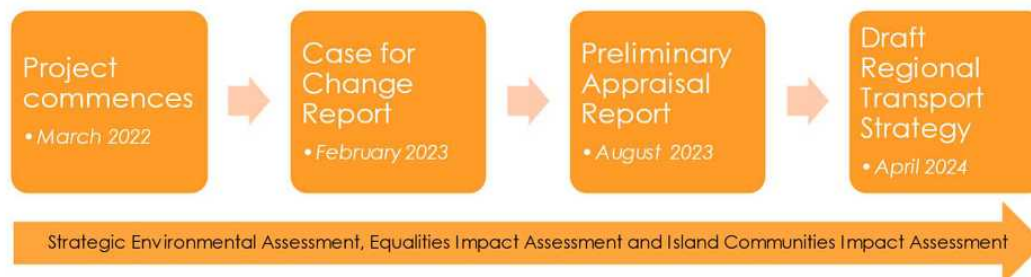 Project
commences
• March 2022
Case for
Change
Report
• February 2023
Preliminary
Appraisal
Report
• August 2023
Draft
Regional
Transport
Strategy
• April 2024
Strategic Environmental Assessment, Equalities Impact Assessment and Island Communities Impact Assessment